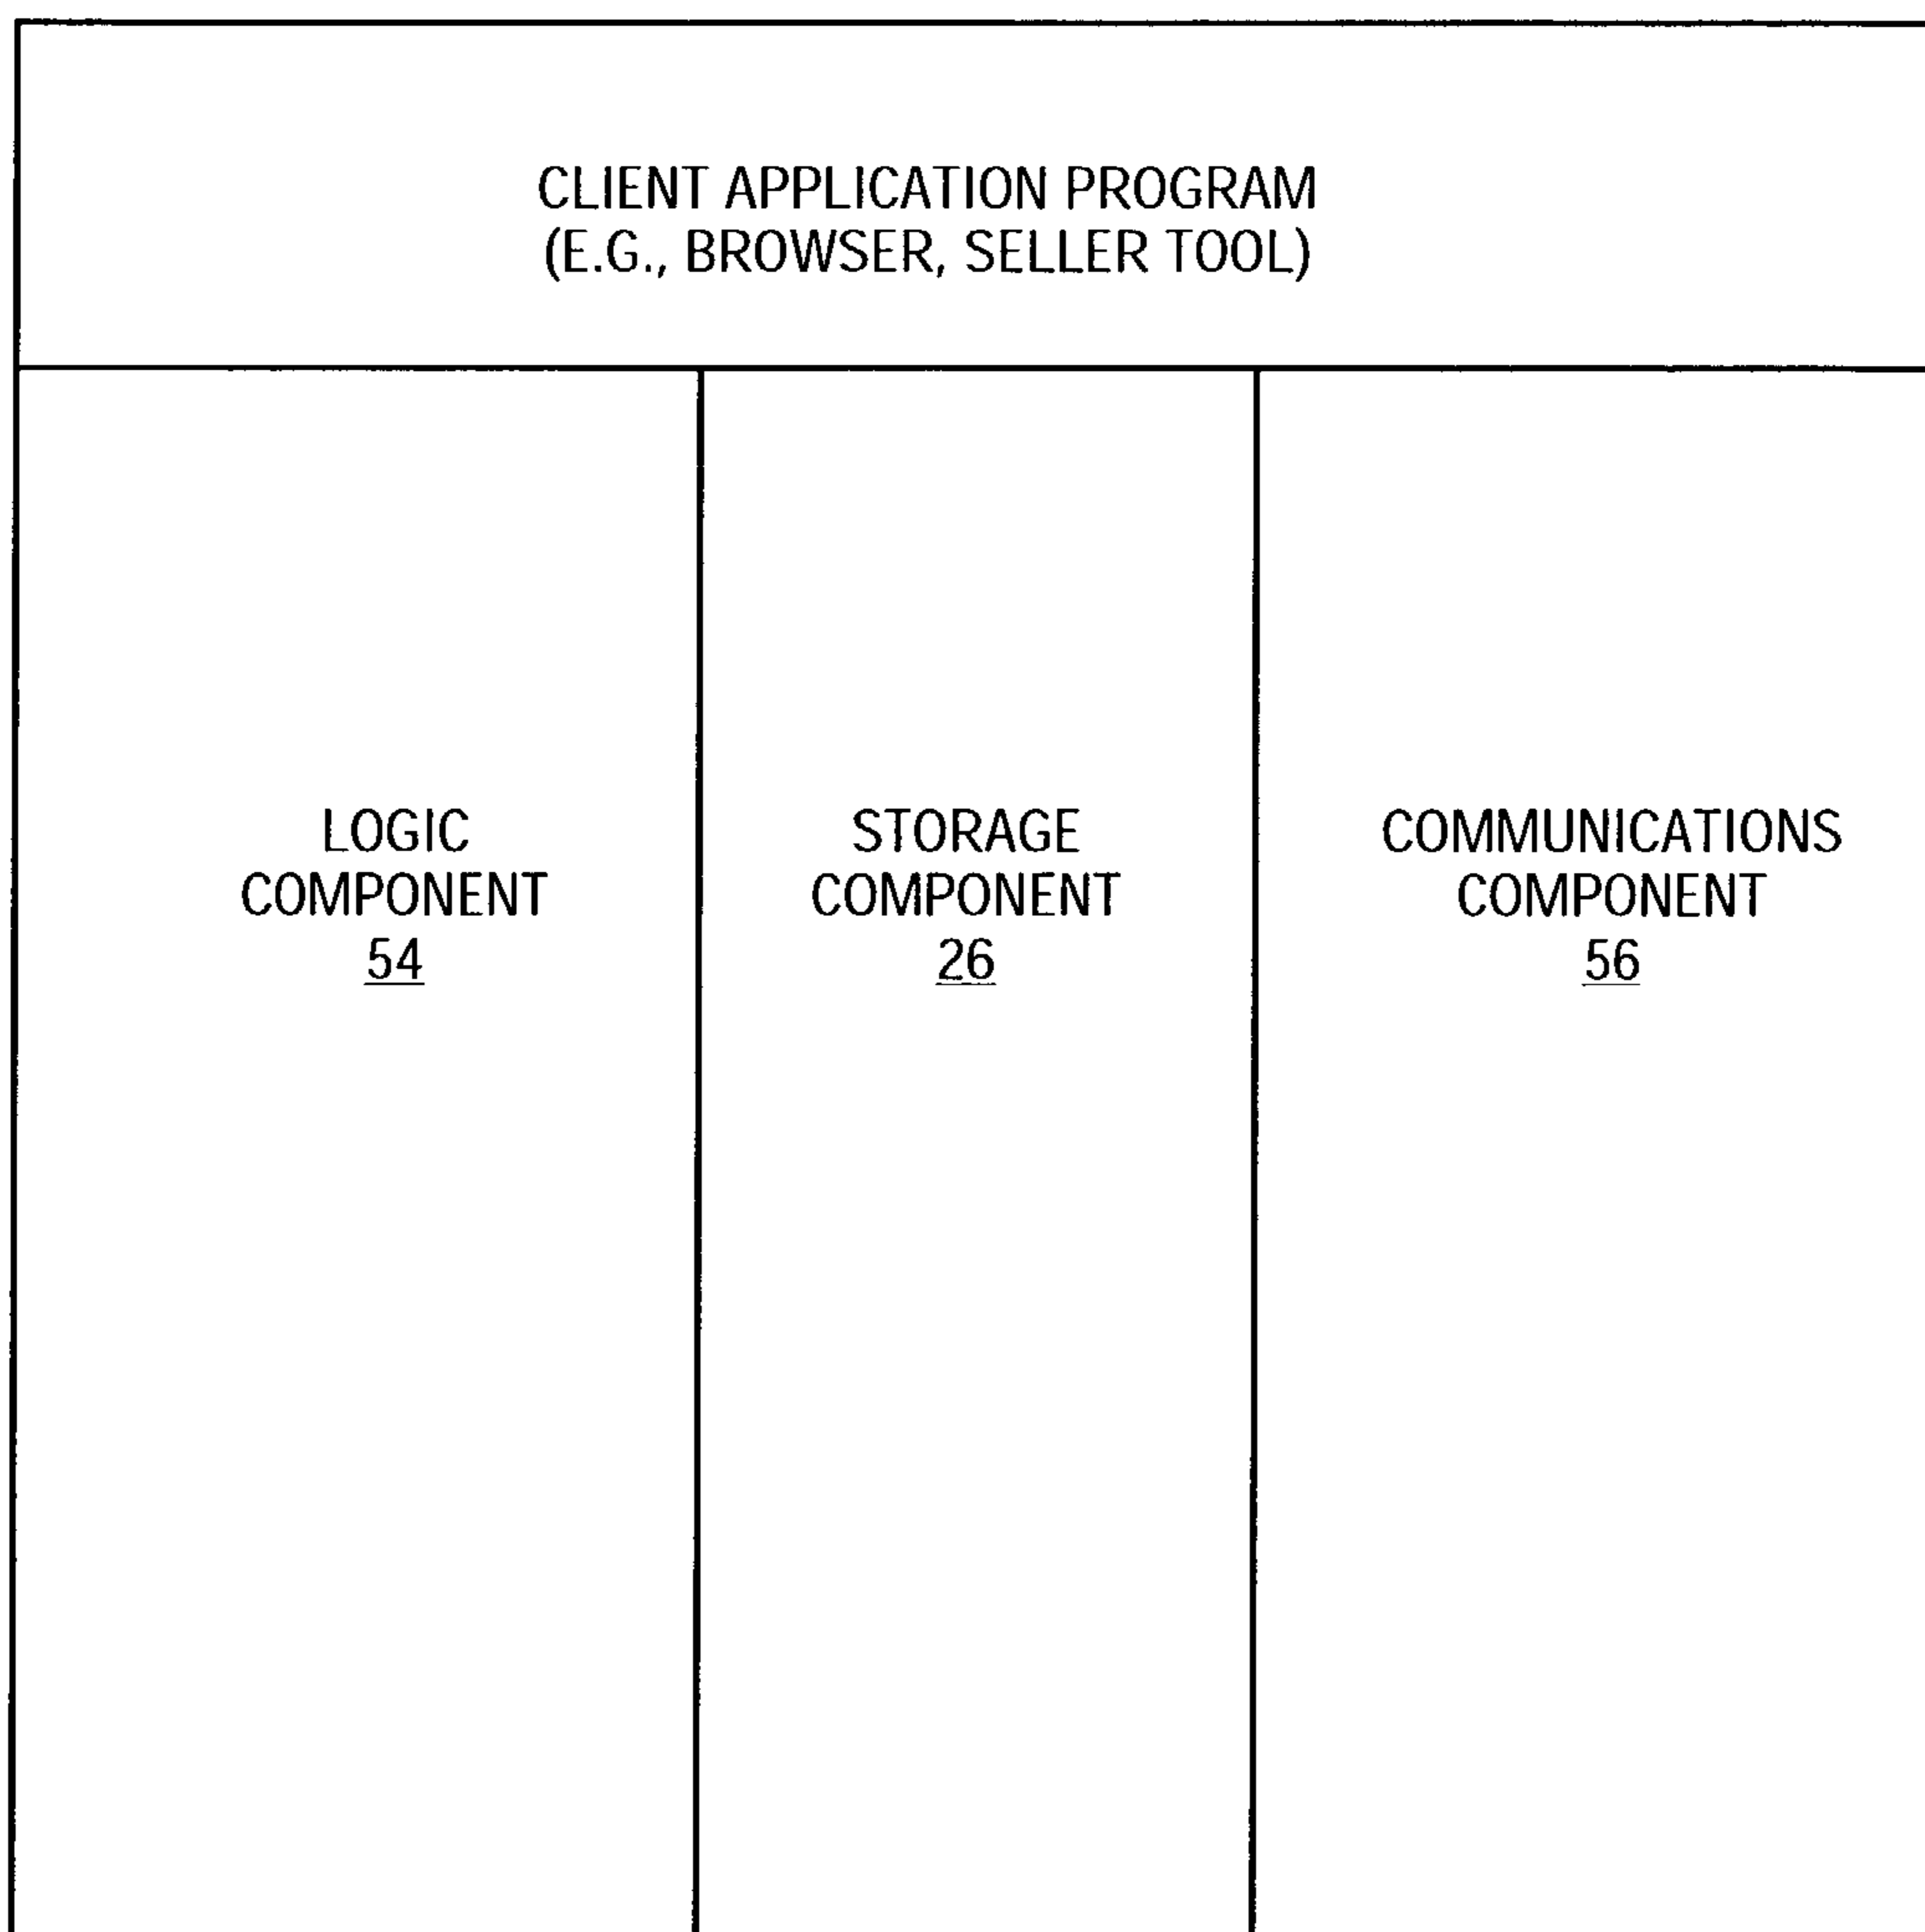 CLIENT APPLICATION PROGRAM
(E.G., BROWSER, SELLER TOOL)
LOGIC
COMPONENT
54
STORAGE
COMPONENT
26
COMMUNICATIONS
COMPONENT
56